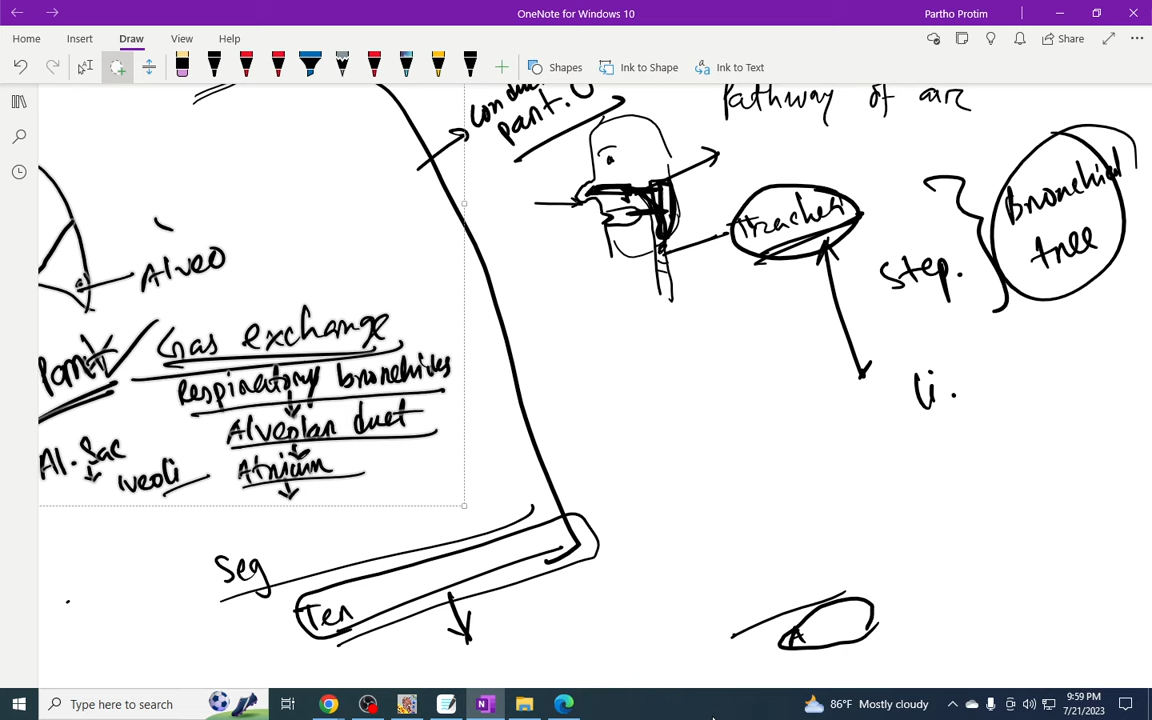 OneNote for Windows 10
Partho Protim
Home Insert Draw View Help
Share
Shapes
Ink to Shape
Ink to Text
Pathway of air
part.
Trachea
Bronchial
tree
step.
Alveo
Gas exchange
Respiratory bronchioles
Alveolar duct
Atrium
Al. Sac
lveoli
(i.
Seg
Ter
A
Type here to search
86°F Mostly cloudy
9:59 PM
7/21/2023